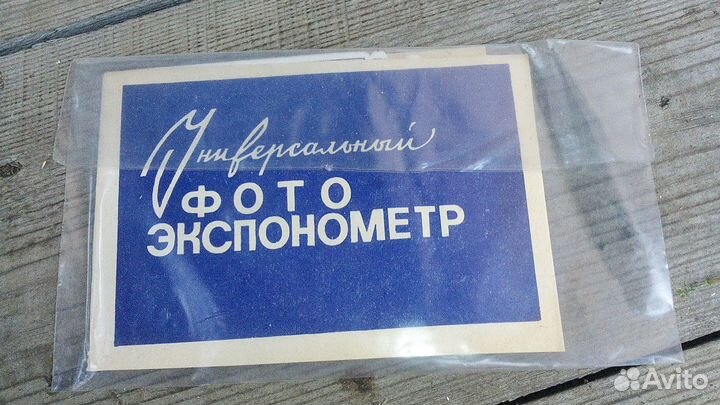 Универсальный
ФОТО
ЭКСПОНОМЕТР
Avito